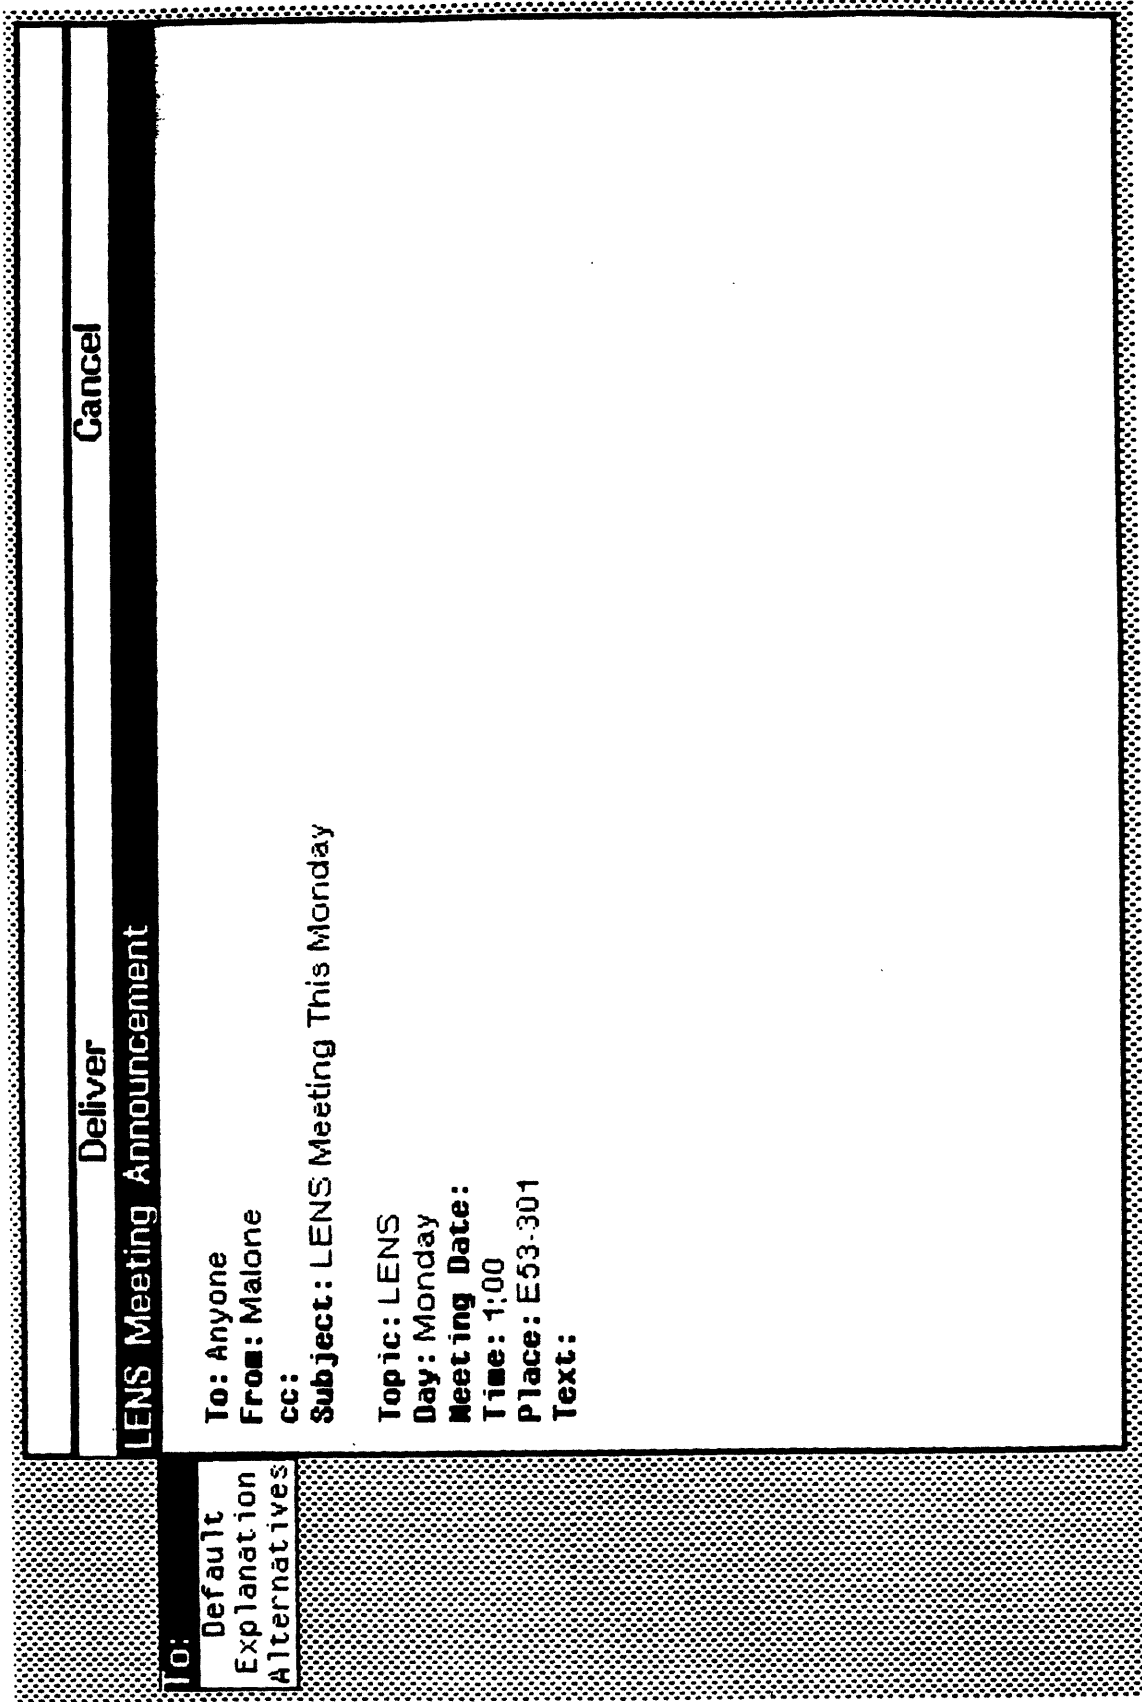 Deliver Cancel
LENS Meeting Announcement
To:
Default
Explanation
Alternatives
To: Anyone
From: Malone
cc:
Subject: LENS Meeting This Monday
Topic: LENS
Day: Monday
Meeting Date:
Time: 1:00
Place: E53-301
Text: